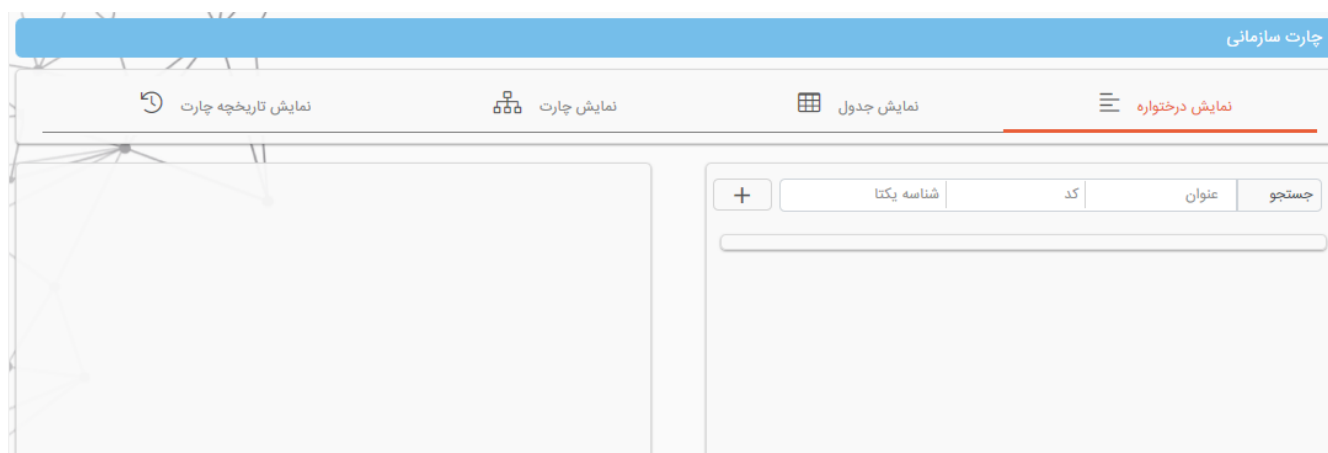 چارت سازمانی
نمایش درختواره
نمایش جدول
نمایش چارت
نمایش تاریخچه چارت
جستجو
عنوان
کد
شناسه یکتا
+